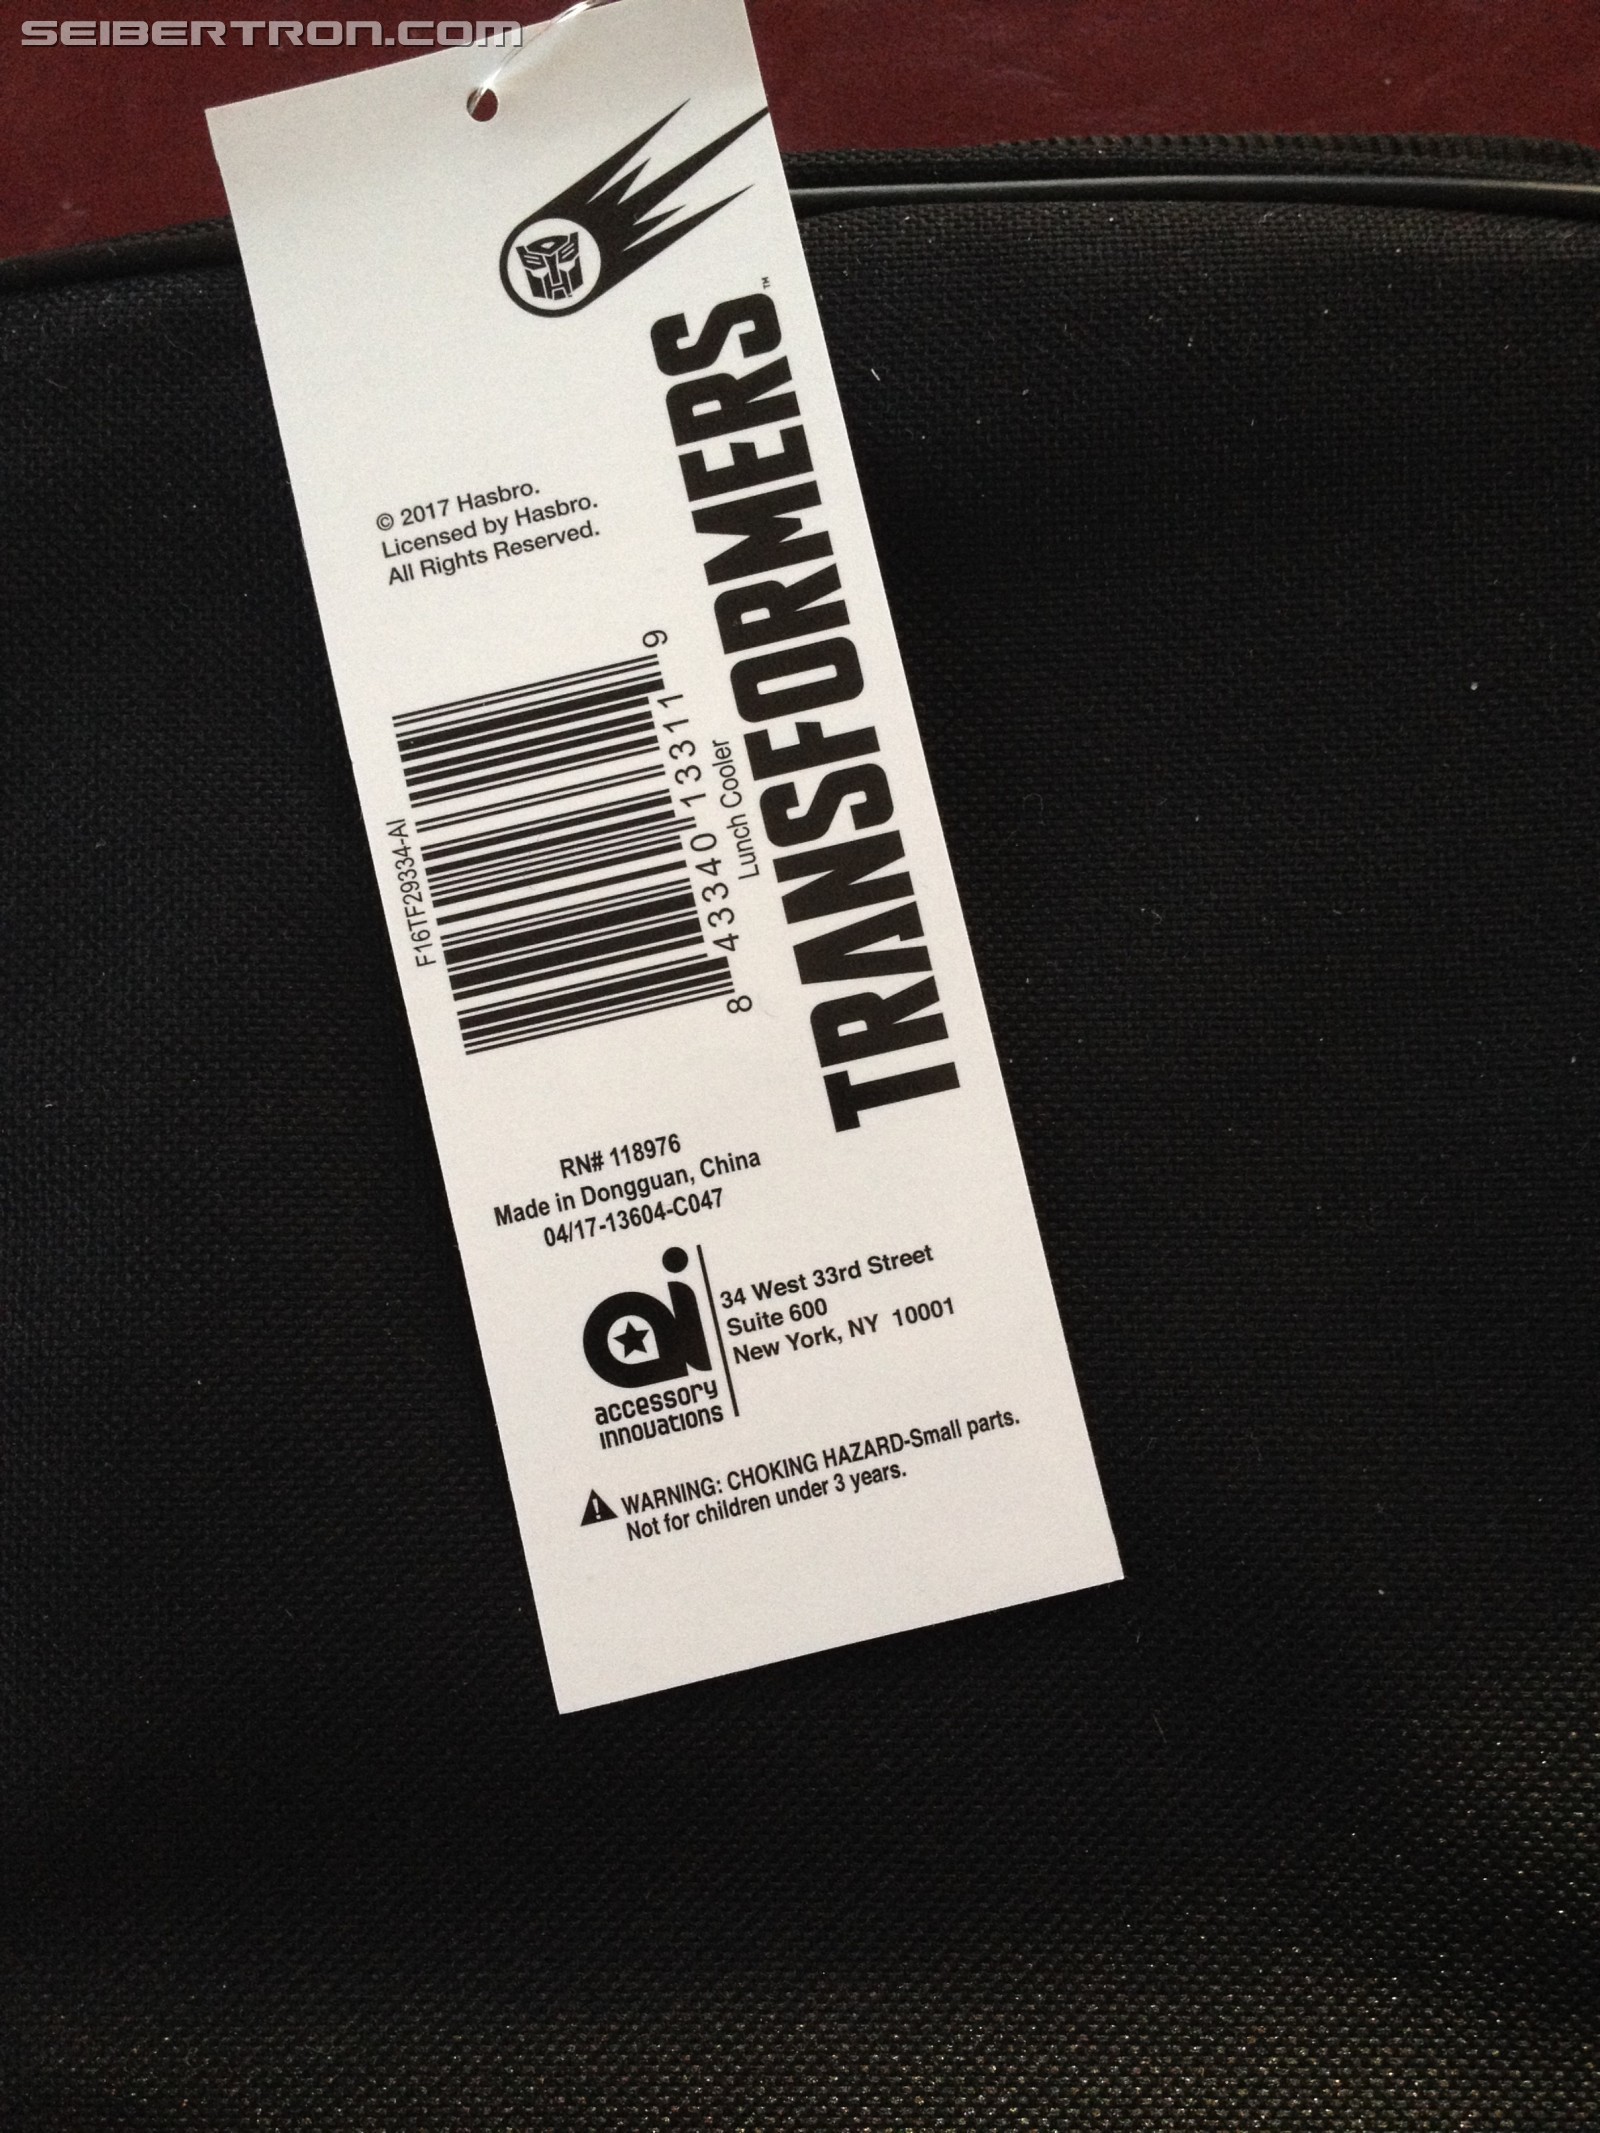 SEIBERTRON.com
TRANSFORMERS™
© 2017 Hasbro.
Licensed by Hasbro.
All Rights Reserved.
F16TF29334-AI
8 43340 13311 9
Lunch Cooler
RN# 118976
Made in Dongguan, China
04/17-13604-C047
accessory
innovations
34 West 33rd Street
Suite 600
New York, NY 10001
WARNING: CHOKING HAZARD-Small parts.
Not for children under 3 years.